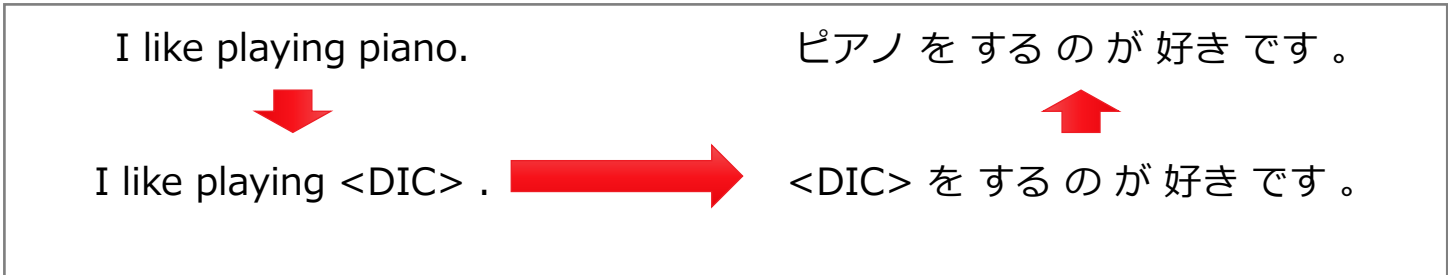 I like playing piano.
ピアノ を する の が 好き です 。
I like playing <DIC> .
<DIC> を する の が 好き です 。